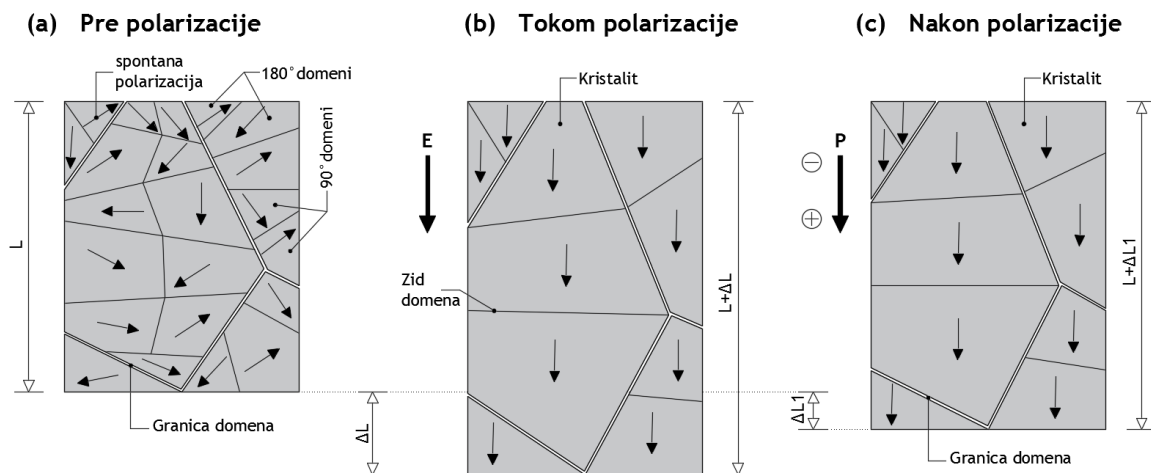 (a) Pre polarizacije
(b) Tokom polarizacije
(c) Nakon polarizacije
spontana
polarizacija
180° domeni
90° domeni
L
Granica domena
ΔL
Kristalit
E
Zid
domena
L+ΔL
Kristalit
P
−
+
L+ΔL1
ΔL1
Granica domena